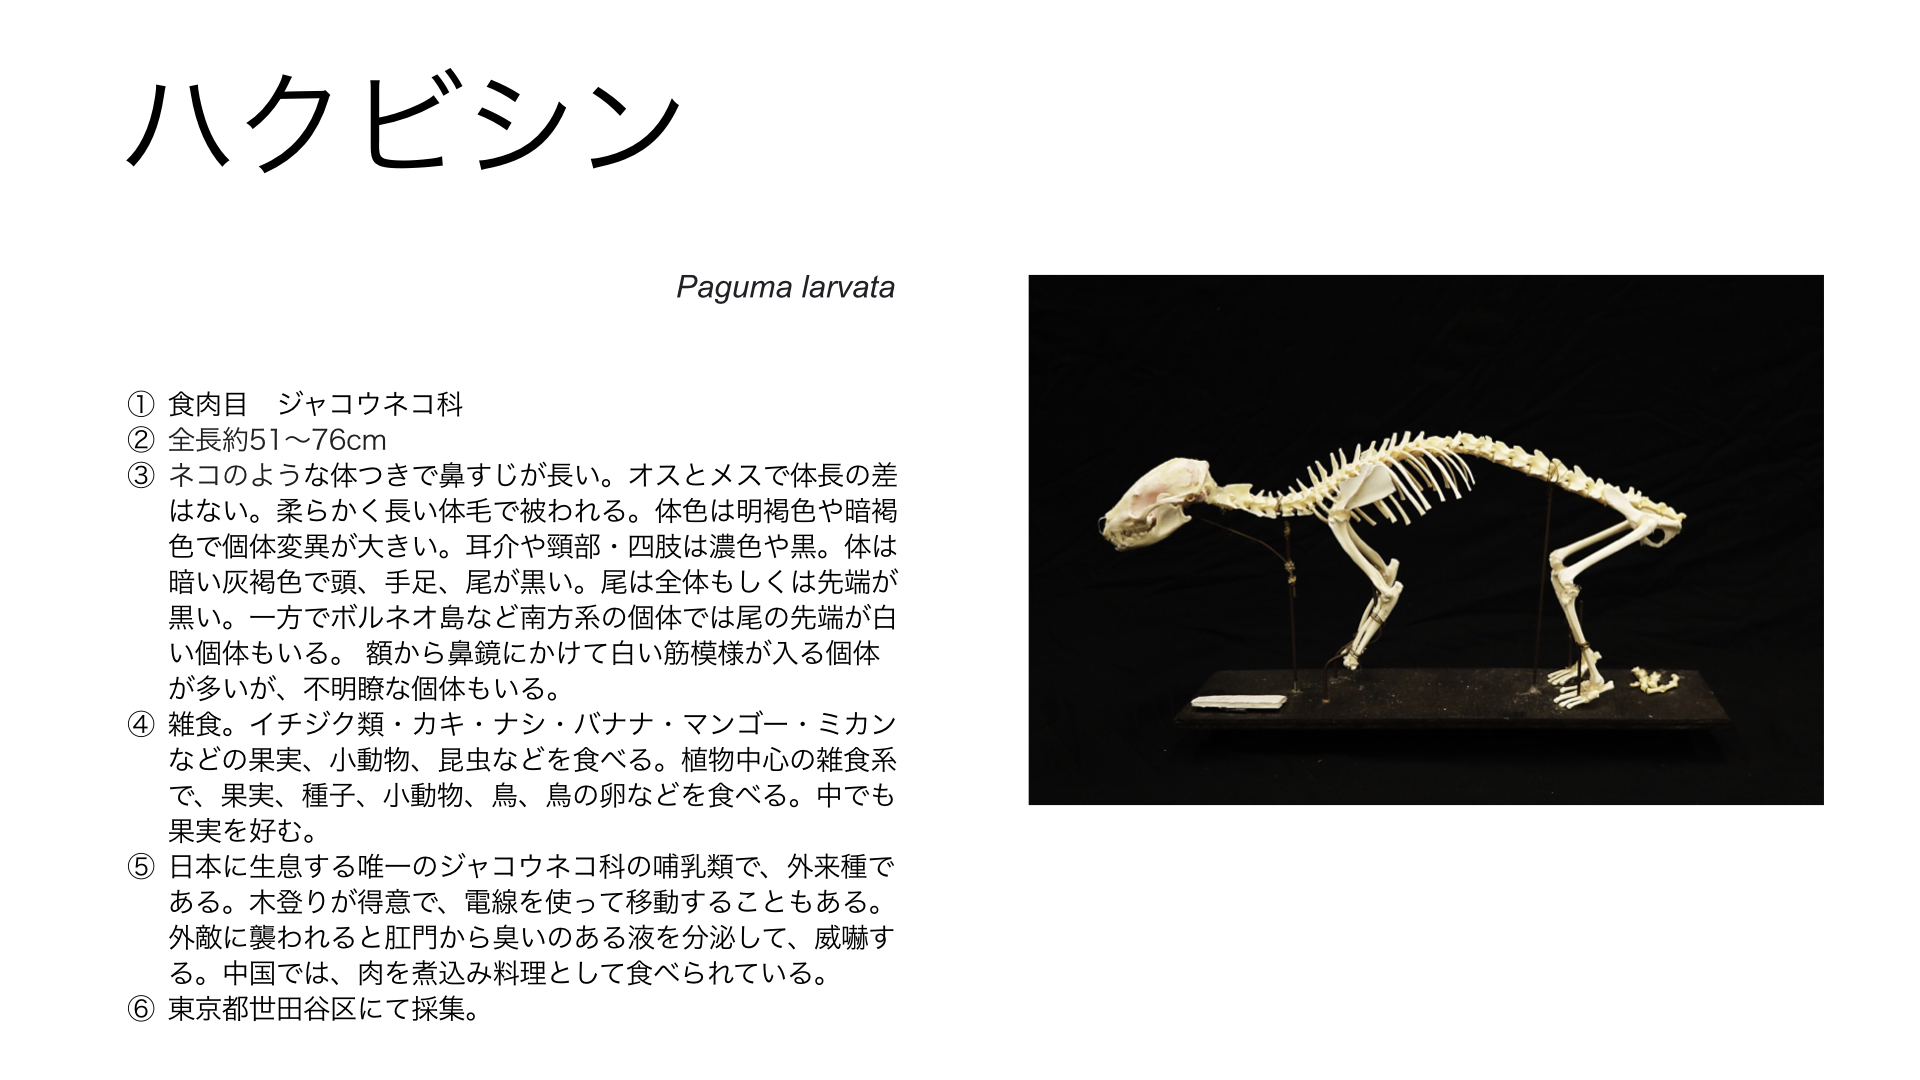 ハクビシン
Paguma larvata
① 食肉目　ジャコウネコ科
② 全長約51〜76cm
③ ネコのような体つきで鼻すじが長い。オスとメスで体長の差
はない。柔らかく長い体毛で被われる。体色は明褐色や暗褐
色で個体変異が大きい。耳介や頸部・四肢は濃色や黒。体は
暗い灰褐色で頭、手足、尾が黒い。尾は全体もしくは先端が
黒い。一方でボルネオ島など南方系の個体では尾の先端が白
い個体もいる。 額から鼻鏡にかけて白い筋模様が入る個体
が多いが、不明瞭な個体もいる。
④ 雑食。イチジク類・カキ・ナシ・バナナ・マンゴー・ミカン
などの果実、小動物、昆虫などを食べる。植物中心の雑食系
で、果実、種子、小動物、鳥、鳥の卵などを食べる。中でも
果実を好む。
⑤ 日本に生息する唯一のジャコウネコ科の哺乳類で、外来種で
ある。木登りが得意で、電線を使って移動することもある。
外敵に襲われると肛門から臭いのある液を分泌して、威嚇す
る。中国では、肉を煮込み料理として食べられている。
⑥ 東京都世田谷区にて採集。